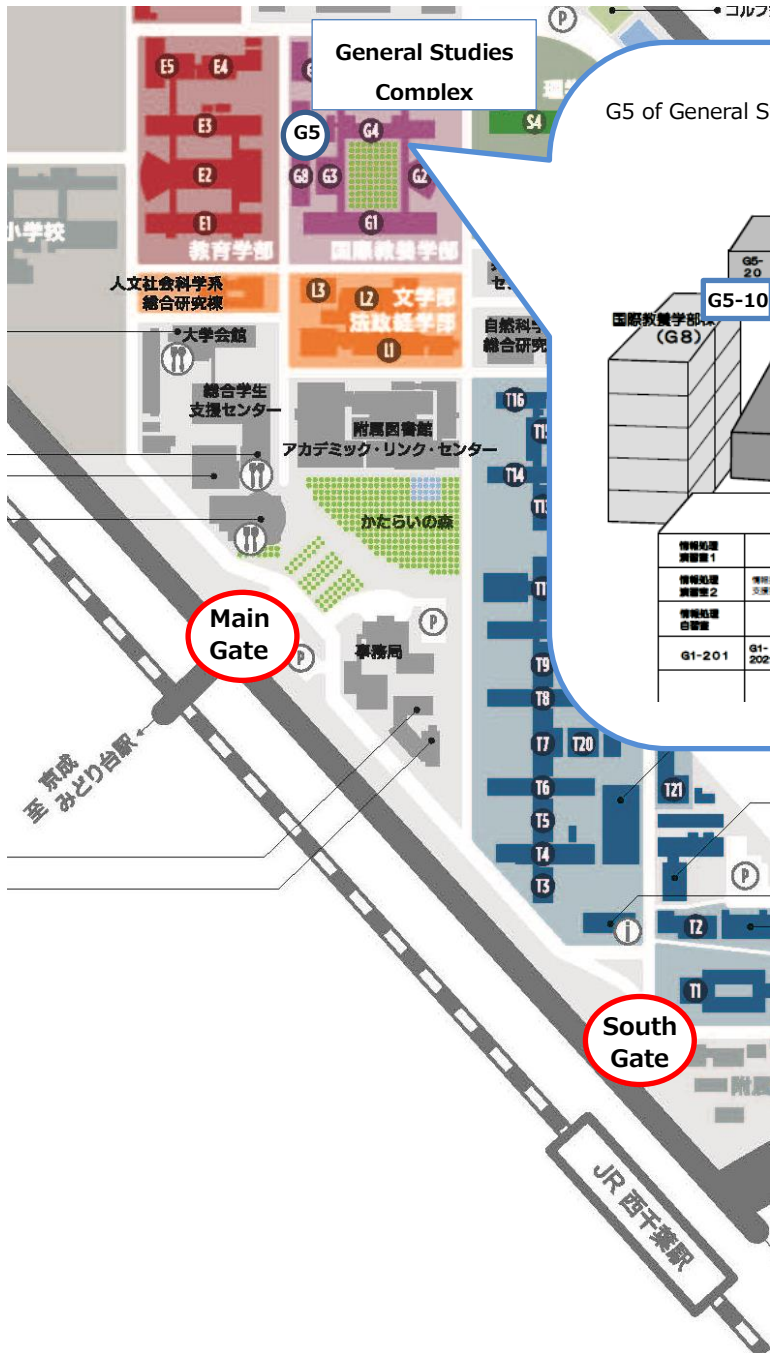 General Studies
Complex
G5 of General S
E5
E4
G5
G4
S4
E3
E2
G8
G3
G2
E1
G1
小学校
教育学部
国際教養学部
G5-
20
G5-10
国際教養学部棟
(G8)
人文社会科学系
総合研究棟
L3
L2
文学部
法政経学部
L1
大学会館
自然科学
総合研究
総合学生
支援センター
附属図書館
アカデミック・リンク・センター
T16
T14
かたらいの森
情報処理
演習室1
情報処理
演習室2
情報処理
自習室
G1-201
G1-
202
Main
Gate
P
P
P
事務局
T9
T8
T7
T20
T6
T5
T4
T3
T21
P
至 京成
みどり台駅
i
T2
T1
South
Gate
附属
JR 西千葉駅